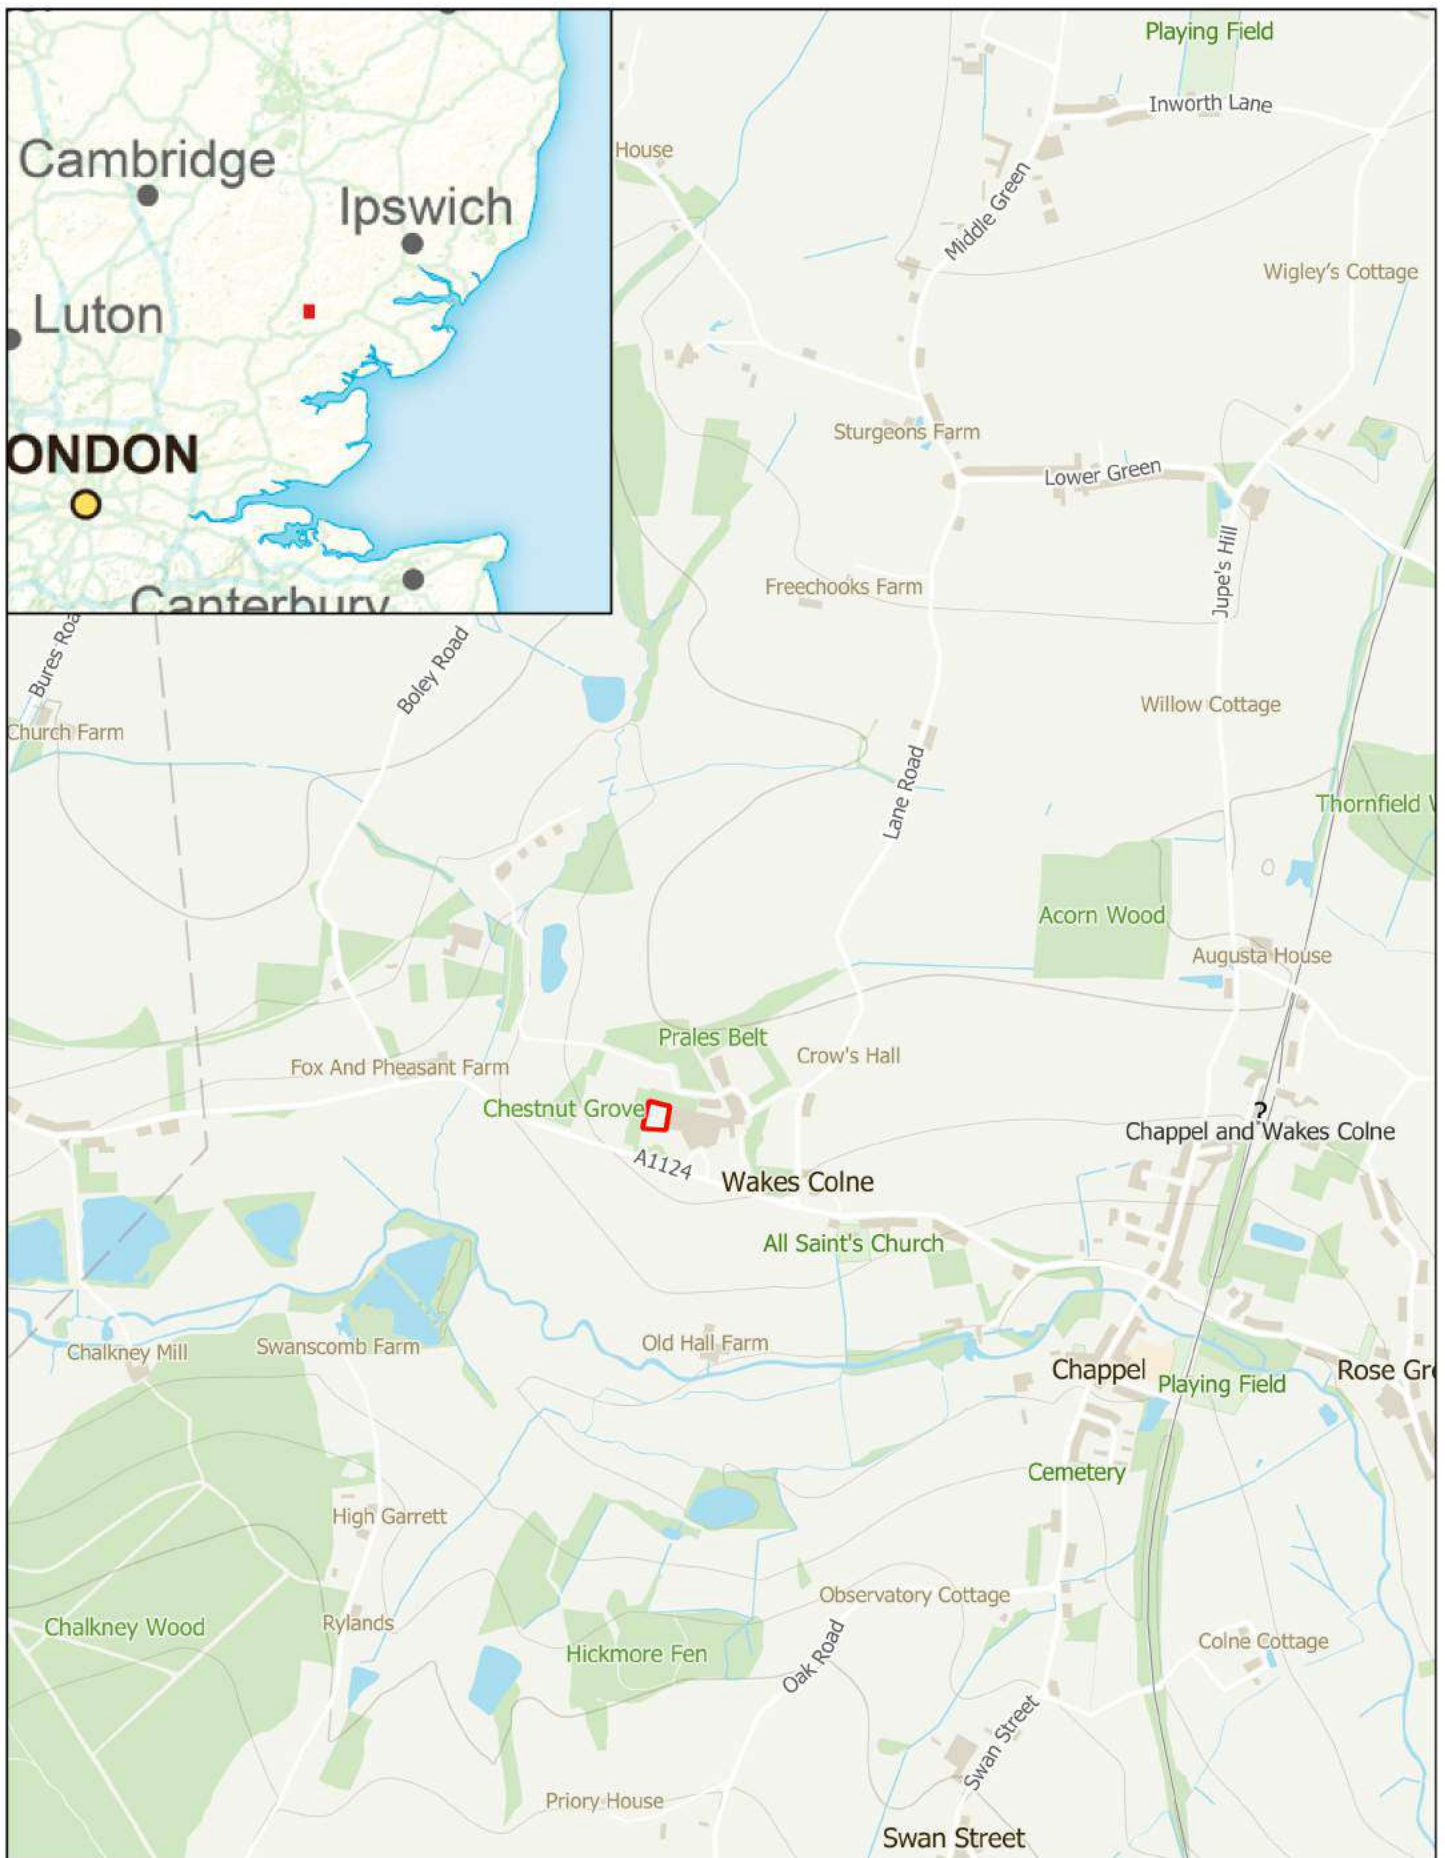 Playing Field
Inworth Lane
Cambridge
House
Ipswich
Middle Green
Wigley's Cottage
Luton
Sturgeons Farm
ONDON
Lower Green
Jupe's Hill
Freechooks Farm
Canterbury
Bures Roa
Boley Road
Willow Cottage
Church Farm
Lane Road
Thornfield
Acorn Wood
Augusta House
Prales Belt
Crow's Hall
Fox And Pheasant Farm
Chestnut Grove
?
Chappel and Wakes Colne
A1124
Wakes Colne
All Saint's Church
Old Hall Farm
Swanscomb Farm
Chalkney Mill
Chappel
Rose Gr
Playing Field
Cemetery
High Garrett
Observatory Cottage
Rylands
Chalkney Wood
Colne Cottage
Hickmore Fen
Oak Road
Swan Street
Priory House
Swan Street